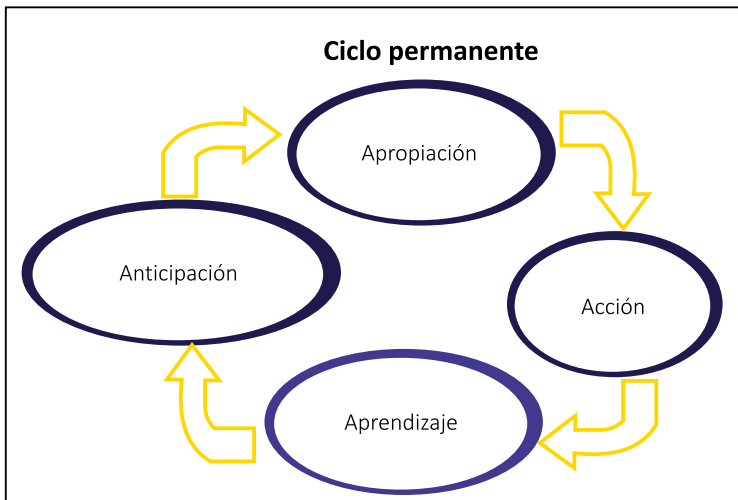 Ciclo permanente
Apropiación
Anticipación
Acción
Aprendizaje